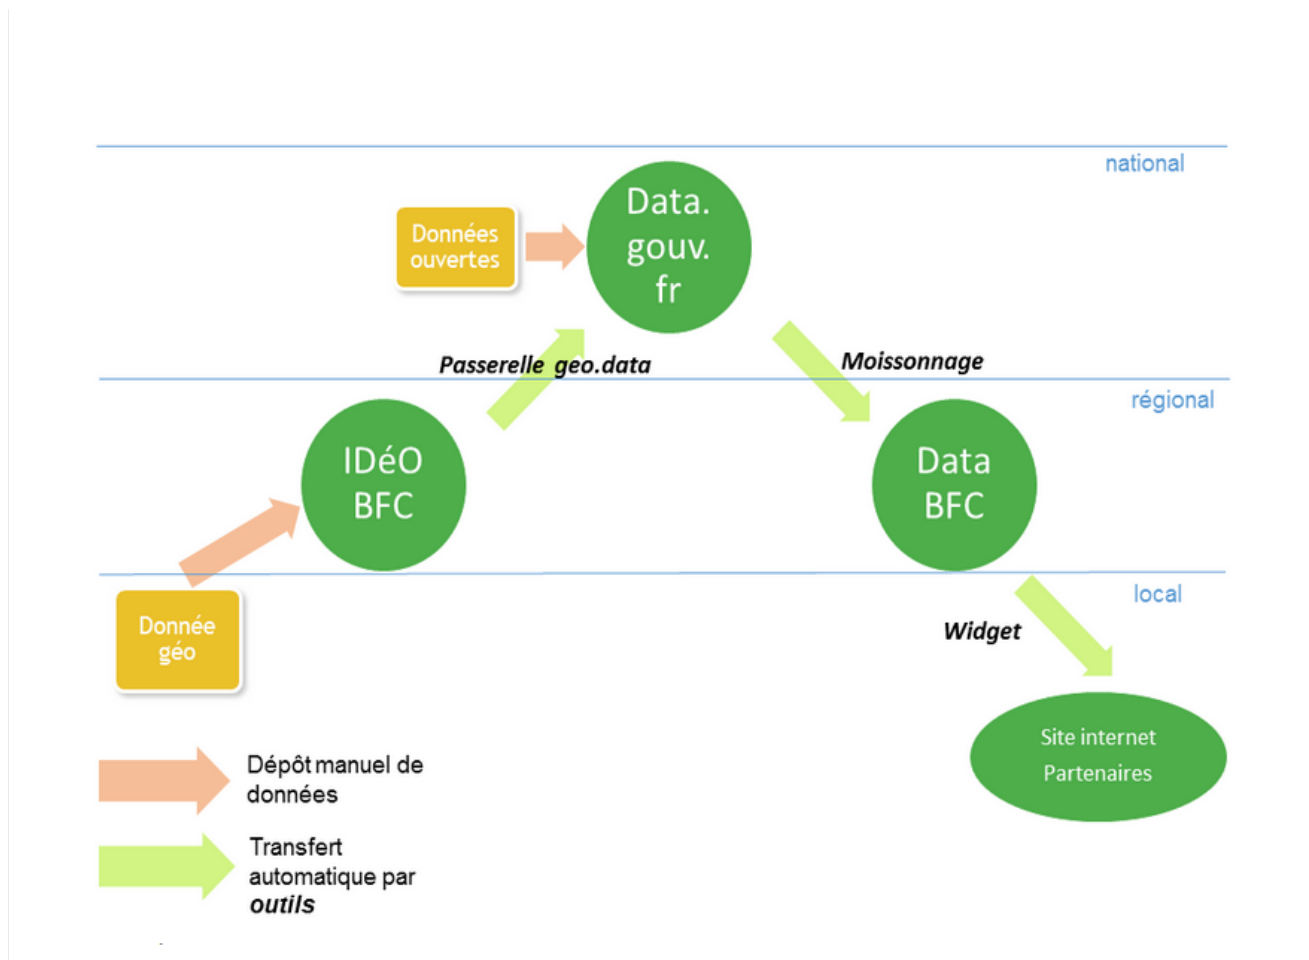 national
Data.
gouv.
fr
Données
ouvertes
Passerelle geo.data
Moissonnage
régional
IDéO
BFC
Data
BFC
local
Donnée
géo
Widget
Site internet
Partenaires
Dépôt manuel de
données
Transfert
automatique par
outils